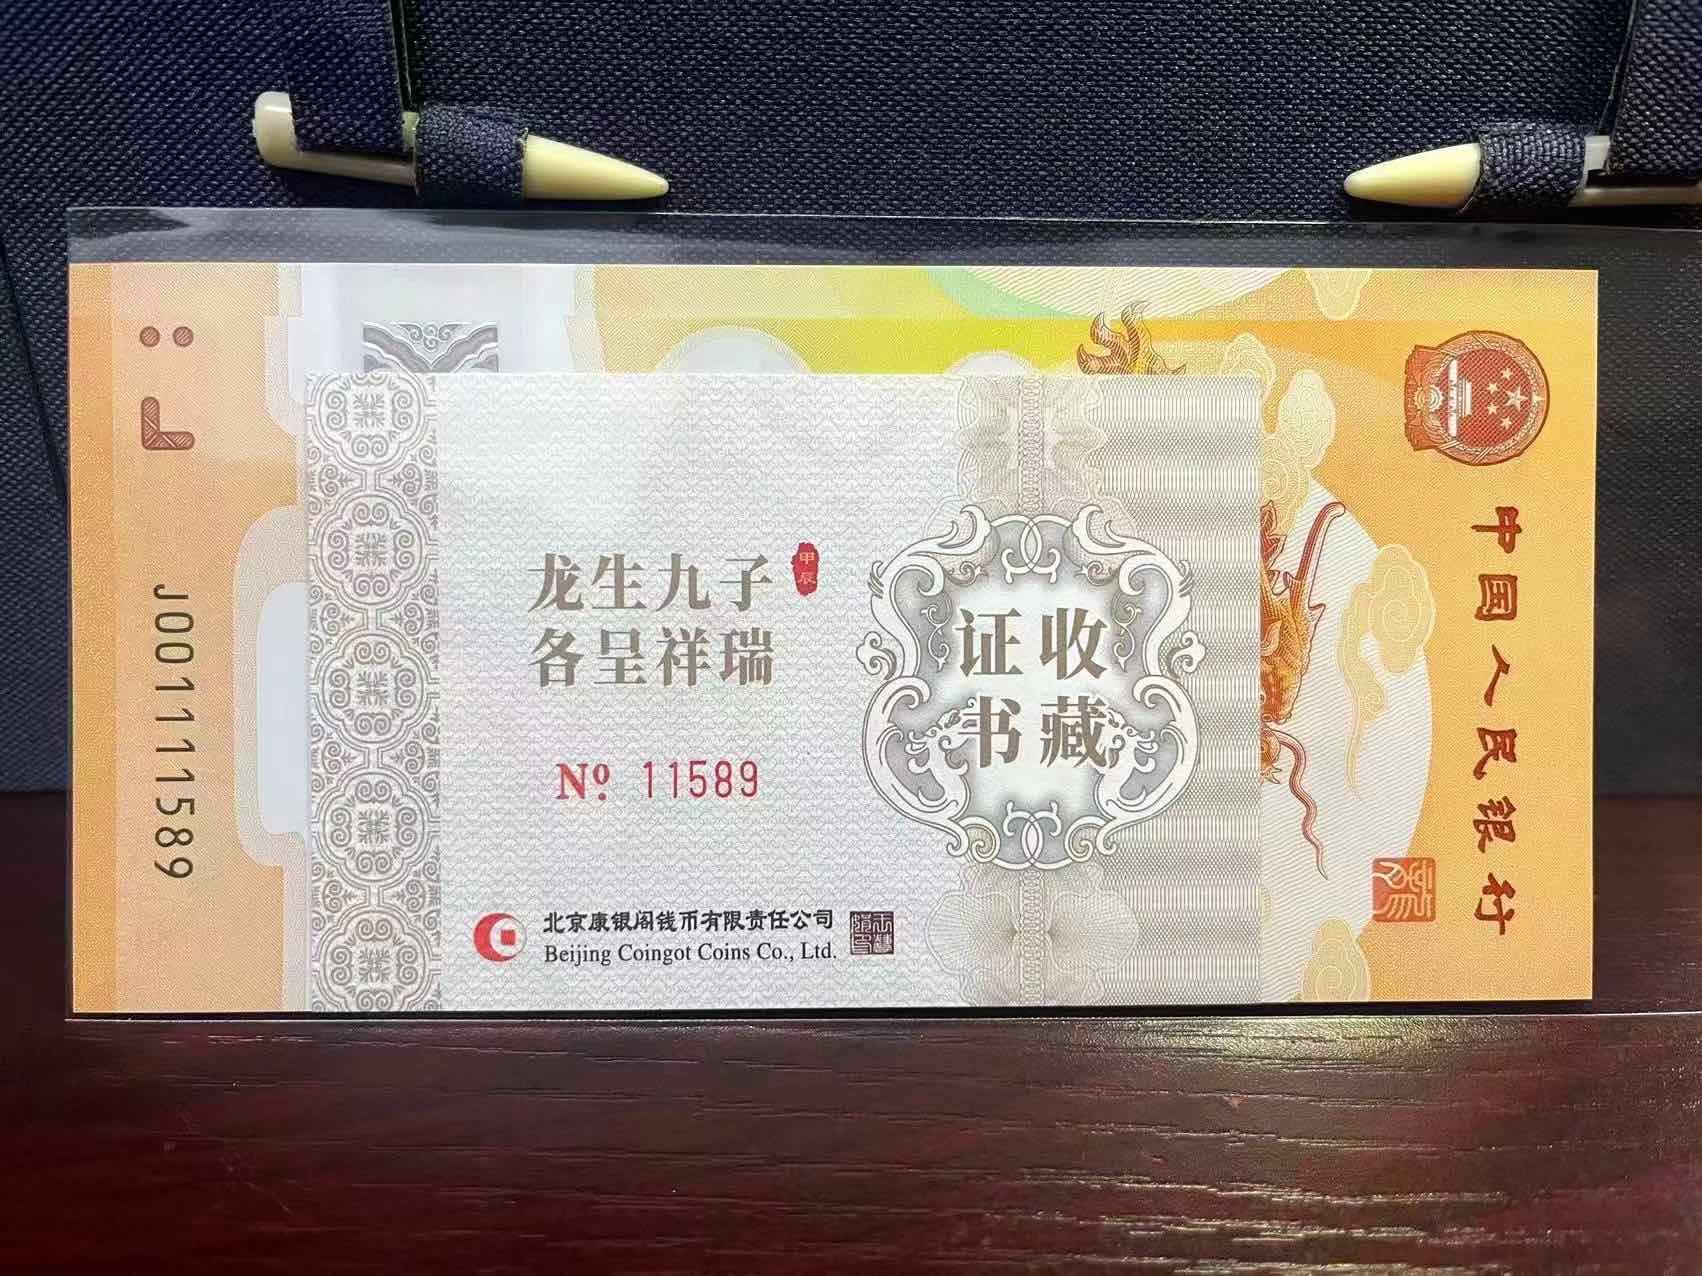 J001111589
龙生九子
各呈祥瑞
甲辰
Nº 11589
收藏
证书
北京康银阁钱币有限责任公司
Beijing Coingot Coins Co., Ltd.
中国人民银行